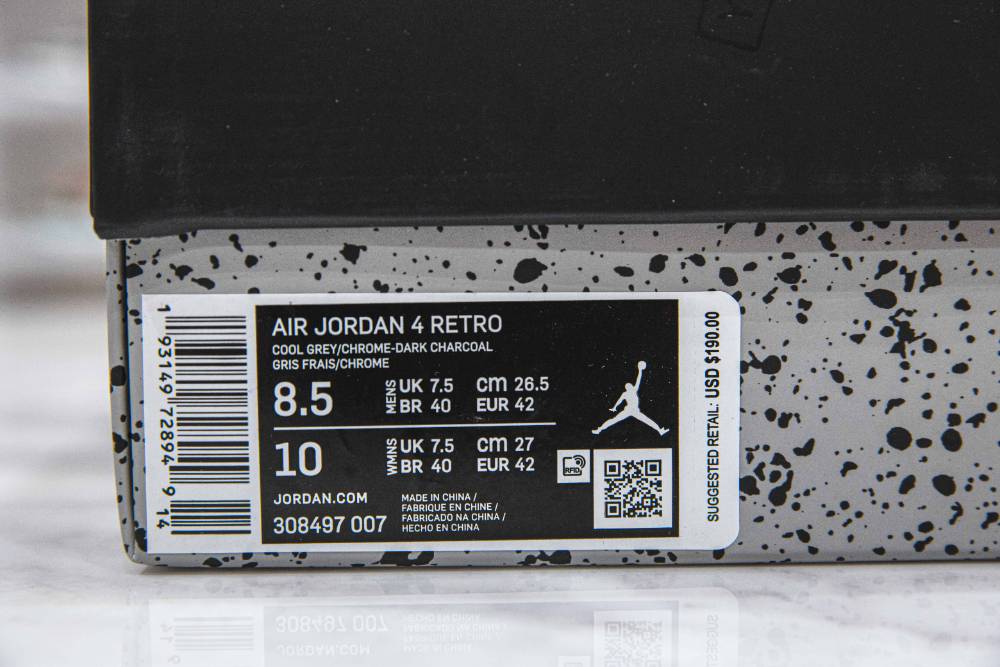 AIR JORDAN 4 RETRO
COOL GREY/CHROME-DARK CHARCOAL
GRIS FRAIS/CHROME
8.5 MENS UK 7.5 cm 26.5
BR 40 EUR 42
10 WMNS UK 7.5 cm 27
BR 40 EUR 42
RFID
JORDAN.COM
308497 007
MADE IN CHINA /
FABRIQUE EN CHINE /
FABRICADO NA CHINA /
HECHO EN CHINA
1 93149 72894 9 14
SUGGESTED RETAIL: USD $190.00